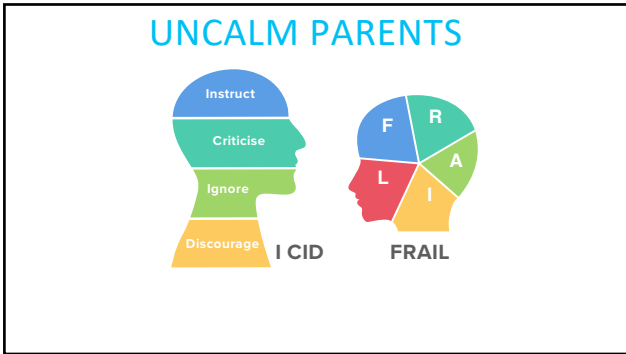 UNCALM PARENTS
Instruct
Criticise
Ignore
Discourage
I CID
F
R
A
I
L
FRAIL